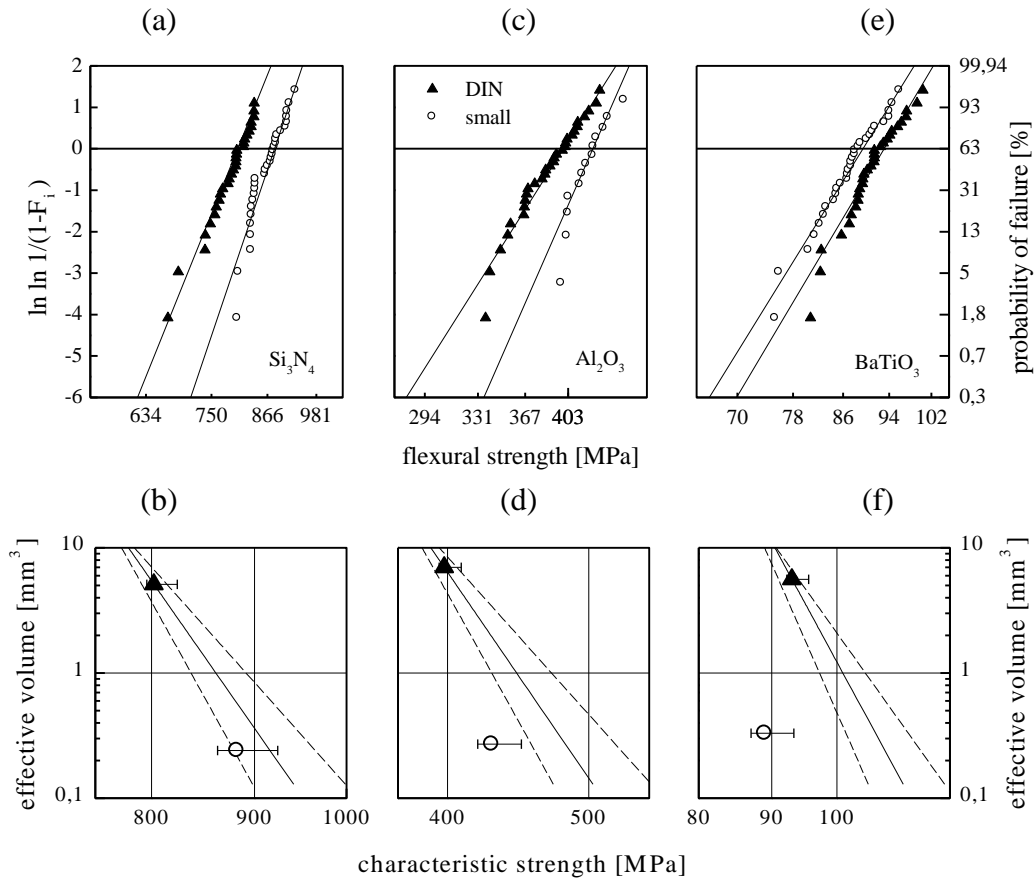 (a) (c) (e)
2 1 0 -1 -2 -3 -4 -5 -6
ln ln 1/(1-F_i)
DIN
small
99,94 93 63 31 13 5 1,8 0,7 0,3
probability of failure [%]
Si₃N₄ Al₂O₃ BaTiO₃
634 750 866 981 294 331 367 403 70 78 86 94 102
flexural strength [MPa]
(b) (d) (f)
10 1 0,1
effective volume [mm³]
10 1 0,1
effective volume [mm³]
800 900 1000 400 500 80 90 100
characteristic strength [MPa]